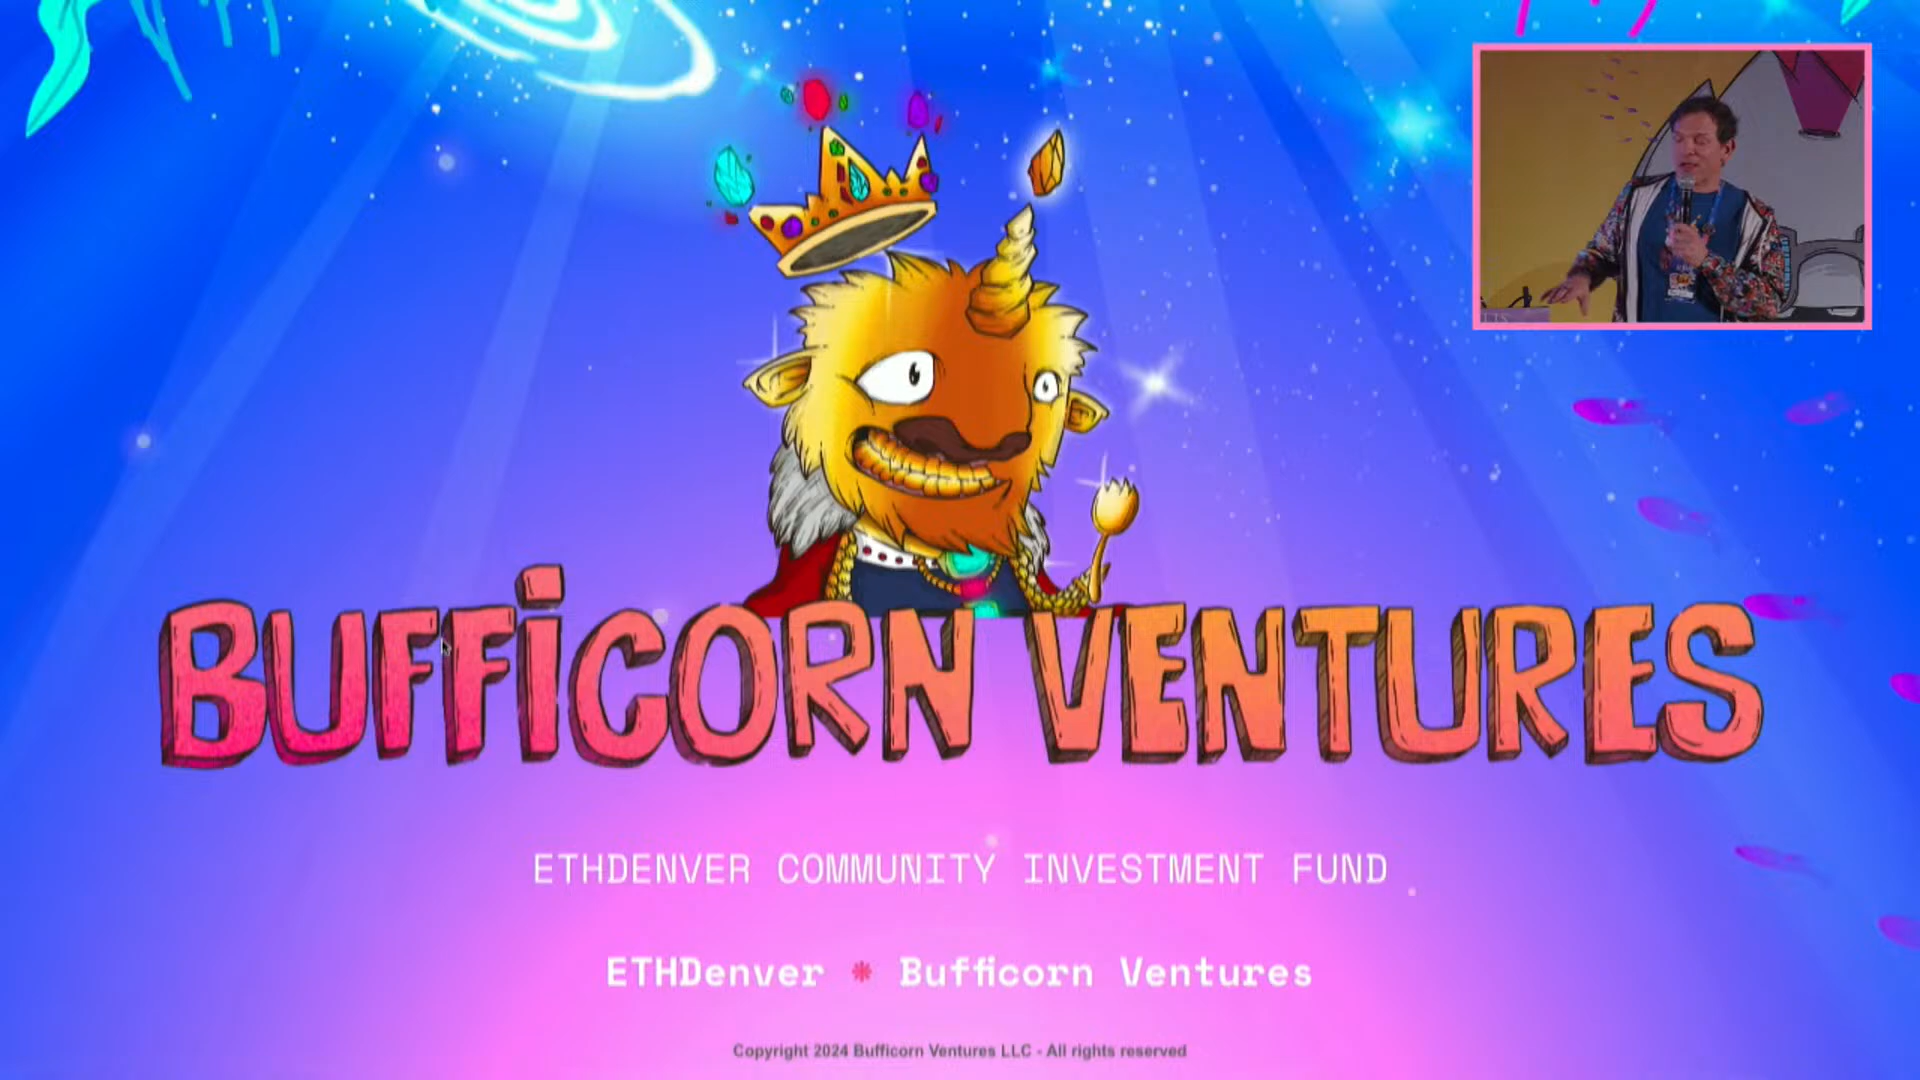 BUFFiCORN VENTURES
ETHDENVER COMMUNITY INVESTMENT FUND
ETHDenver * Bufficorn Ventures
Copyright 2024 Bufficorn Ventures LLC - All rights reserved